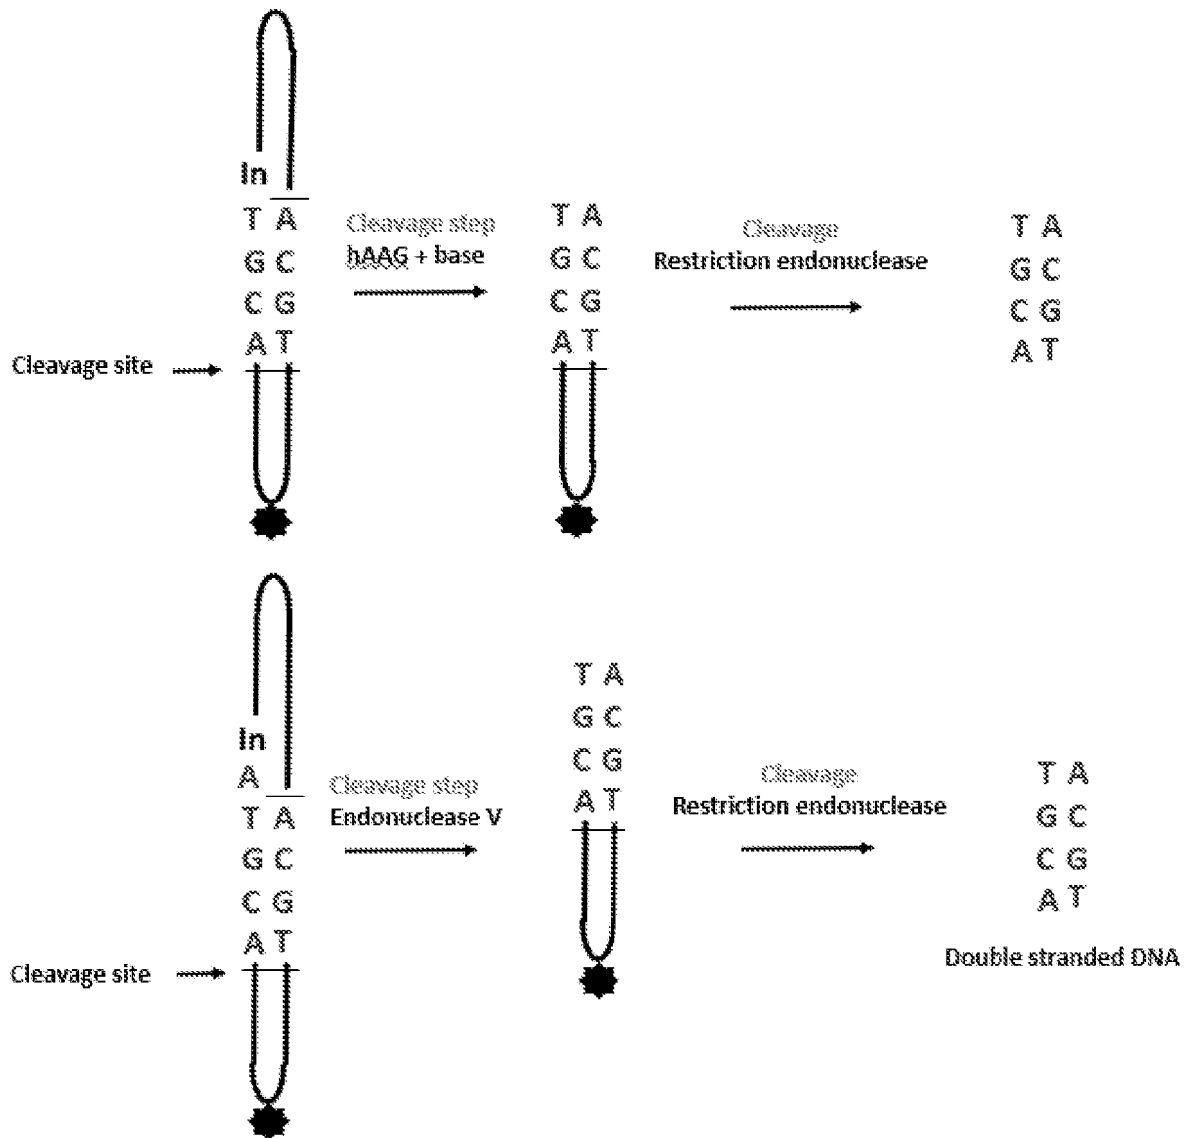 In
T A
G C
C G
A T
Cleavage site
Cleavage step
hAAG + base
T A
G C
C G
A T
Cleavage
Restriction endonuclease
T A
G C
C G
A T
In
A
T A
G C
C G
A T
Cleavage site
Cleavage step
Endonuclease V
T A
G C
C G
A T
Cleavage
Restriction endonuclease
T A
G C
C G
A T
Double stranded DNA